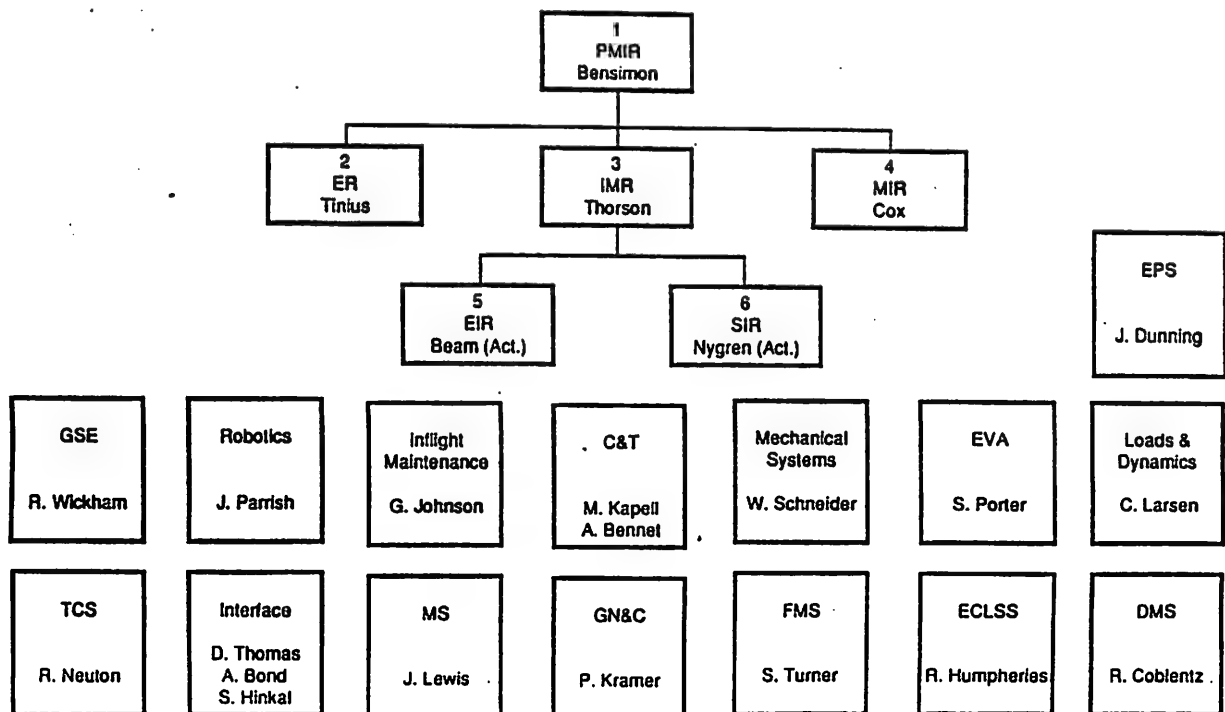 1
PMIR
Bensimon
2
ER
Tinius
3
IMR
Thorson
4
MIR
Cox
5
EIR
Beam (Act.)
6
SIR
Nygren (Act.)
EPS
J. Dunning
GSE
R. Wickham
Robotics
J. Parrish
Inflight
Maintenance
G. Johnson
C&T
M. Kapell
A. Bennet
Mechanical
Systems
W. Schneider
EVA
S. Porter
Loads &
Dynamics
C. Larsen
TCS
R. Neuton
Interface
D. Thomas
A. Bond
S. Hinkal
MS
J. Lewis
GN&C
P. Kramer
FMS
S. Turner
ECLSS
R. Humpheries
DMS
R. Coblentz